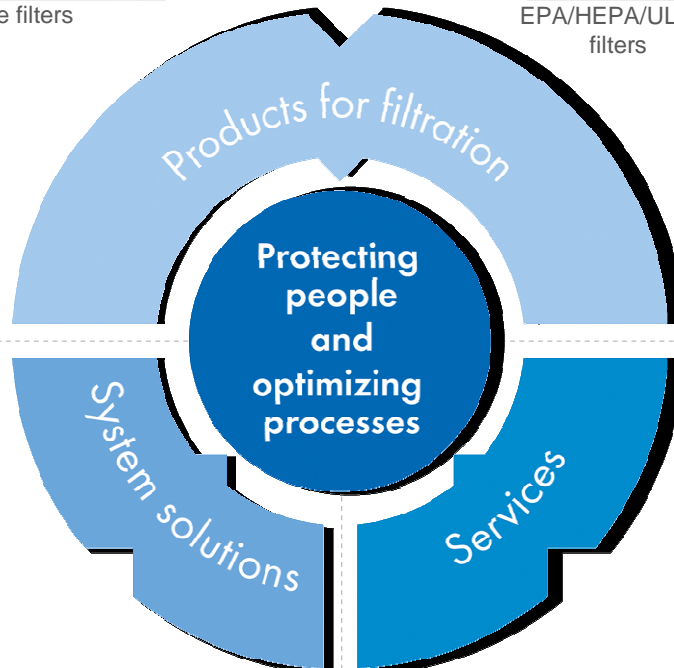 e filters
EPA/HEPA/UL
filters
Products for filtration
Protecting
people
and
optimizing
processes
System solutions
Services